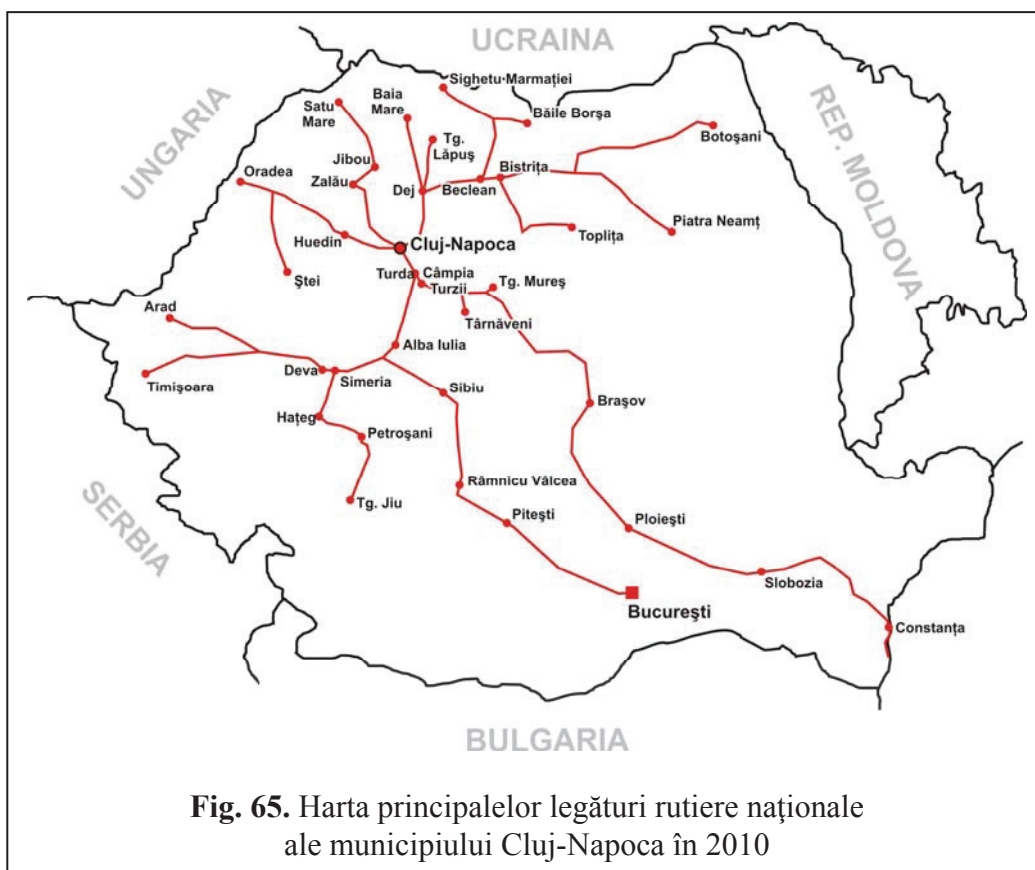 UCRAINA
UNGARIA
REP. MOLDOVA
Sighetu Marmației
Baia
Mare
Satu
Mare
Băile Borșa
Tg.
Lăpuș
Botoșani
Jibou
Bistrița
Oradea
Zalău
Dej
Beclean
Piatra Neamț
Toplița
Huedin
Cluj-Napoca
Ștei
Turda
Câmpia
Turzii
Tg. Mureș
Târnăveni
Arad
Alba Iulia
Timișoara
Deva
Simeria
Sibiu
Brașov
Hațeg
Petroșani
SERBIA
Tg. Jiu
Râmnicu Vâlcea
Pitești
Ploiești
Slobozia
București
Constanța
BULGARIA
Fig. 65. Harta principalelor legături rutiere naționale
ale municipiului Cluj-Napoca în 2010